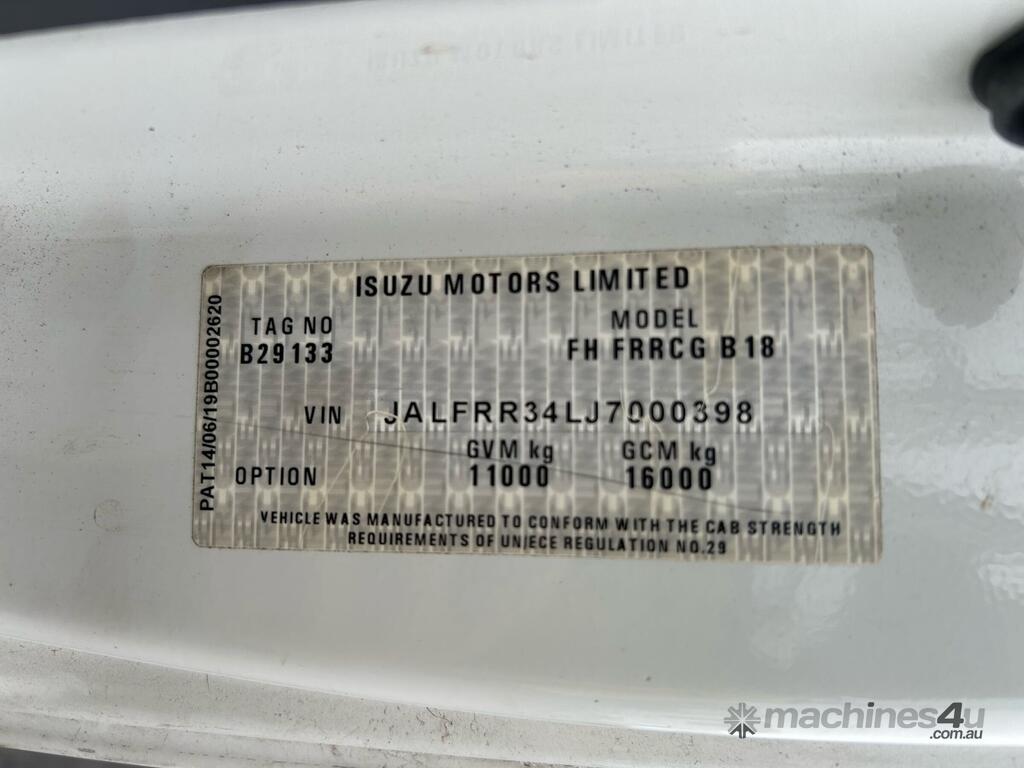 ISUZU MOTORS LIMITED
TAG NO
B29133
MODEL
FH FRRCG B18
VIN JALFRR34LJ7000398
OPTION
GVM kg
11000
GCM kg
16000
VEHICLE WAS MANUFACTURED TO CONFORM WITH THE CAB STRENGTH
REQUIREMENTS OF UN/ECE REGULATION NO.29
PAT14/06/19B00002620
machines4u
.com.au